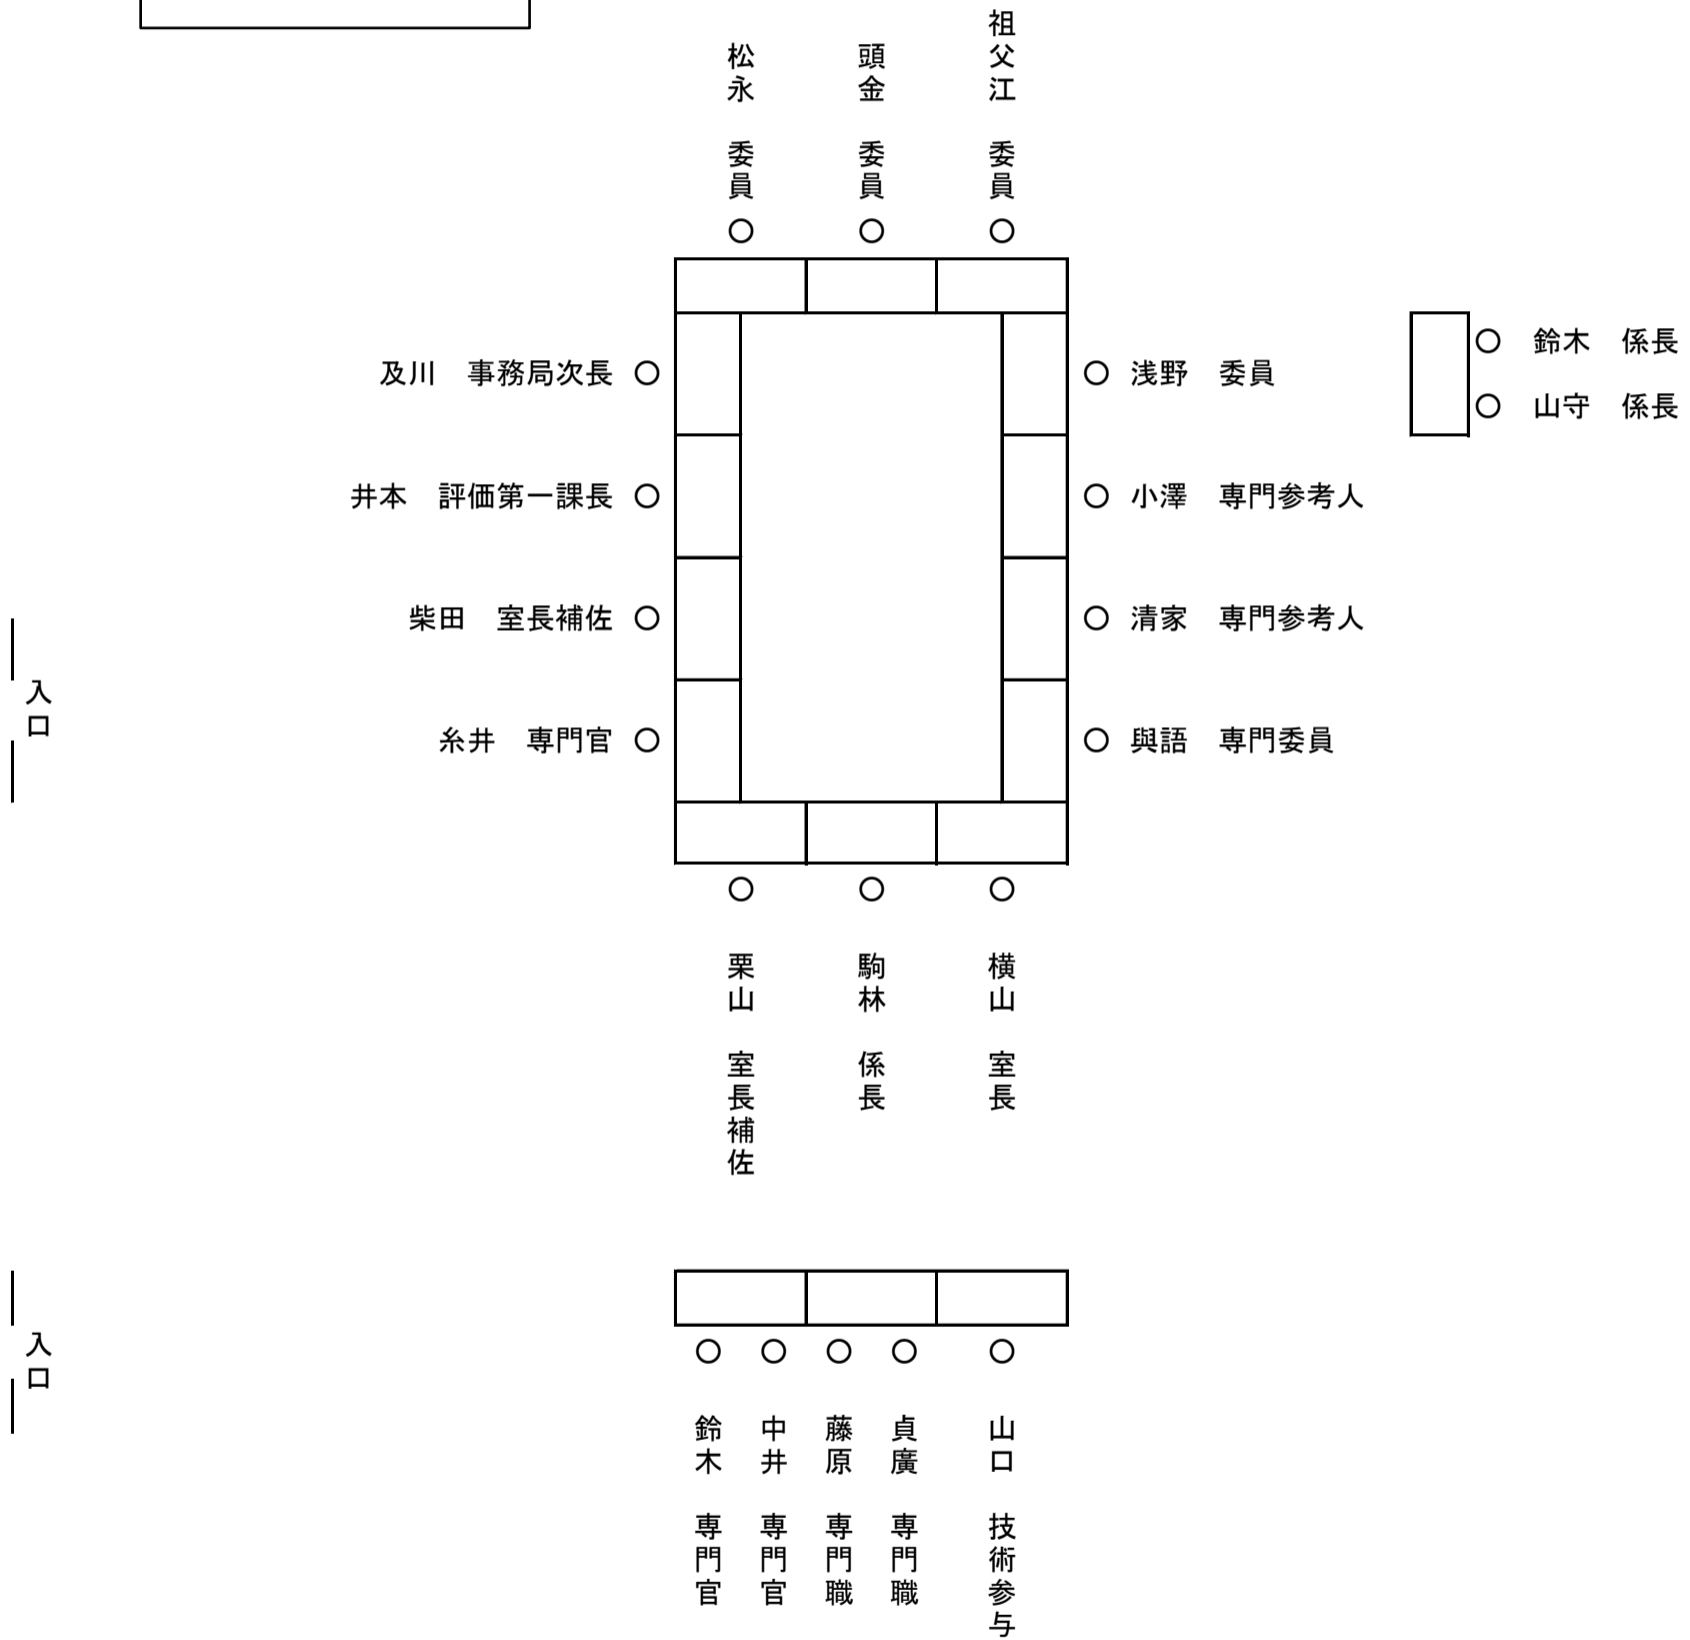 松永　委員
頭金　委員
祖父江　委員
及川　事務局次長
浅野　委員
鈴木　係長
山守　係長
井本　評価第一課長
小澤　専門参考人
柴田　室長補佐
清家　専門参考人
入口
糸井　専門官
與語　専門委員
栗山　室長補佐
駒林　係長
横山　室長
入口
鈴木　専門官
中井　専門官
藤原　専門職
貞廣　専門職
山口　技術参与